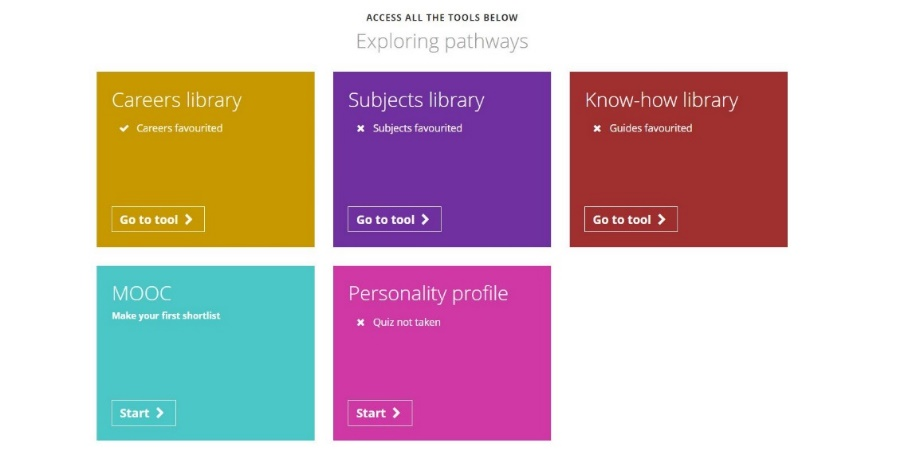 ACCESS ALL THE TOOLS BELOW
Exploring pathways
Careers library
Careers favourited
Go to tool
Subjects library
Subjects favourited
Go to tool
Know-how library
Guides favourited
Go to tool
MOOC
Make your first shortlist
Start
Personality profile
Quiz not taken
Start